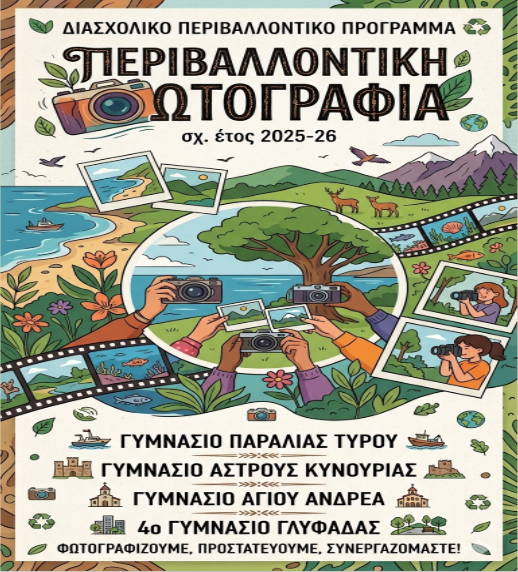 ΔΙΑΣΧΟΛΙΚΟ ΠΕΡΙΒΑΛΛΟΝΤΙΚΟ ΠΡΟΓΡΑΜΜΑ
ΠΕΡΙΒΑΛΛΟΝΤΙΚΗ
ΩΤΟΓΡΑΦΙΑ
σχ. έτος 2025-26
ΓΥΜΝΑΣΙΟ ΠΑΡΑΛΙΑΣ ΤΥΡΟΥ
ΓΥΜΝΑΣΙΟ ΑΣΤΡΟΥΣ ΚΥΝΟΥΡΙΑΣ
ΓΥΜΝΑΣΙΟ ΑΓΙΟΥ ΑΝΔΡΕΑ
4ο ΓΥΜΝΑΣΙΟ ΓΛΥΦΑΔΑΣ
ΦΩΤΟΓΡΑΦΙΖΟΥΜΕ, ΠΡΟΣΤΑΤΕΥΟΥΜΕ, ΣΥΝΕΡΓΑΖΟΜΑΣΤΕ!